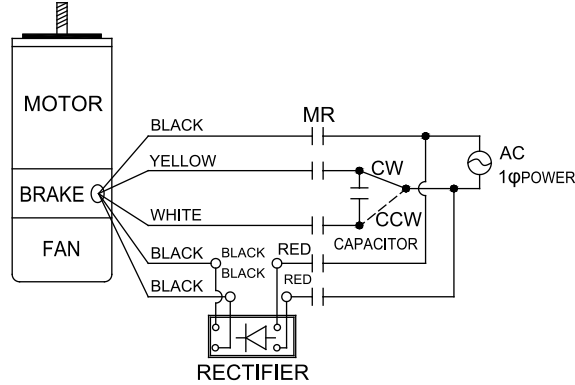 MOTOR
BRAKE
FAN
BLACK
MR
YELLOW
CW
AC
1φPOWER
WHITE
CCW
CAPACITOR
BLACK
BLACK
RED
BLACK
BLACK
RED
RECTIFIER